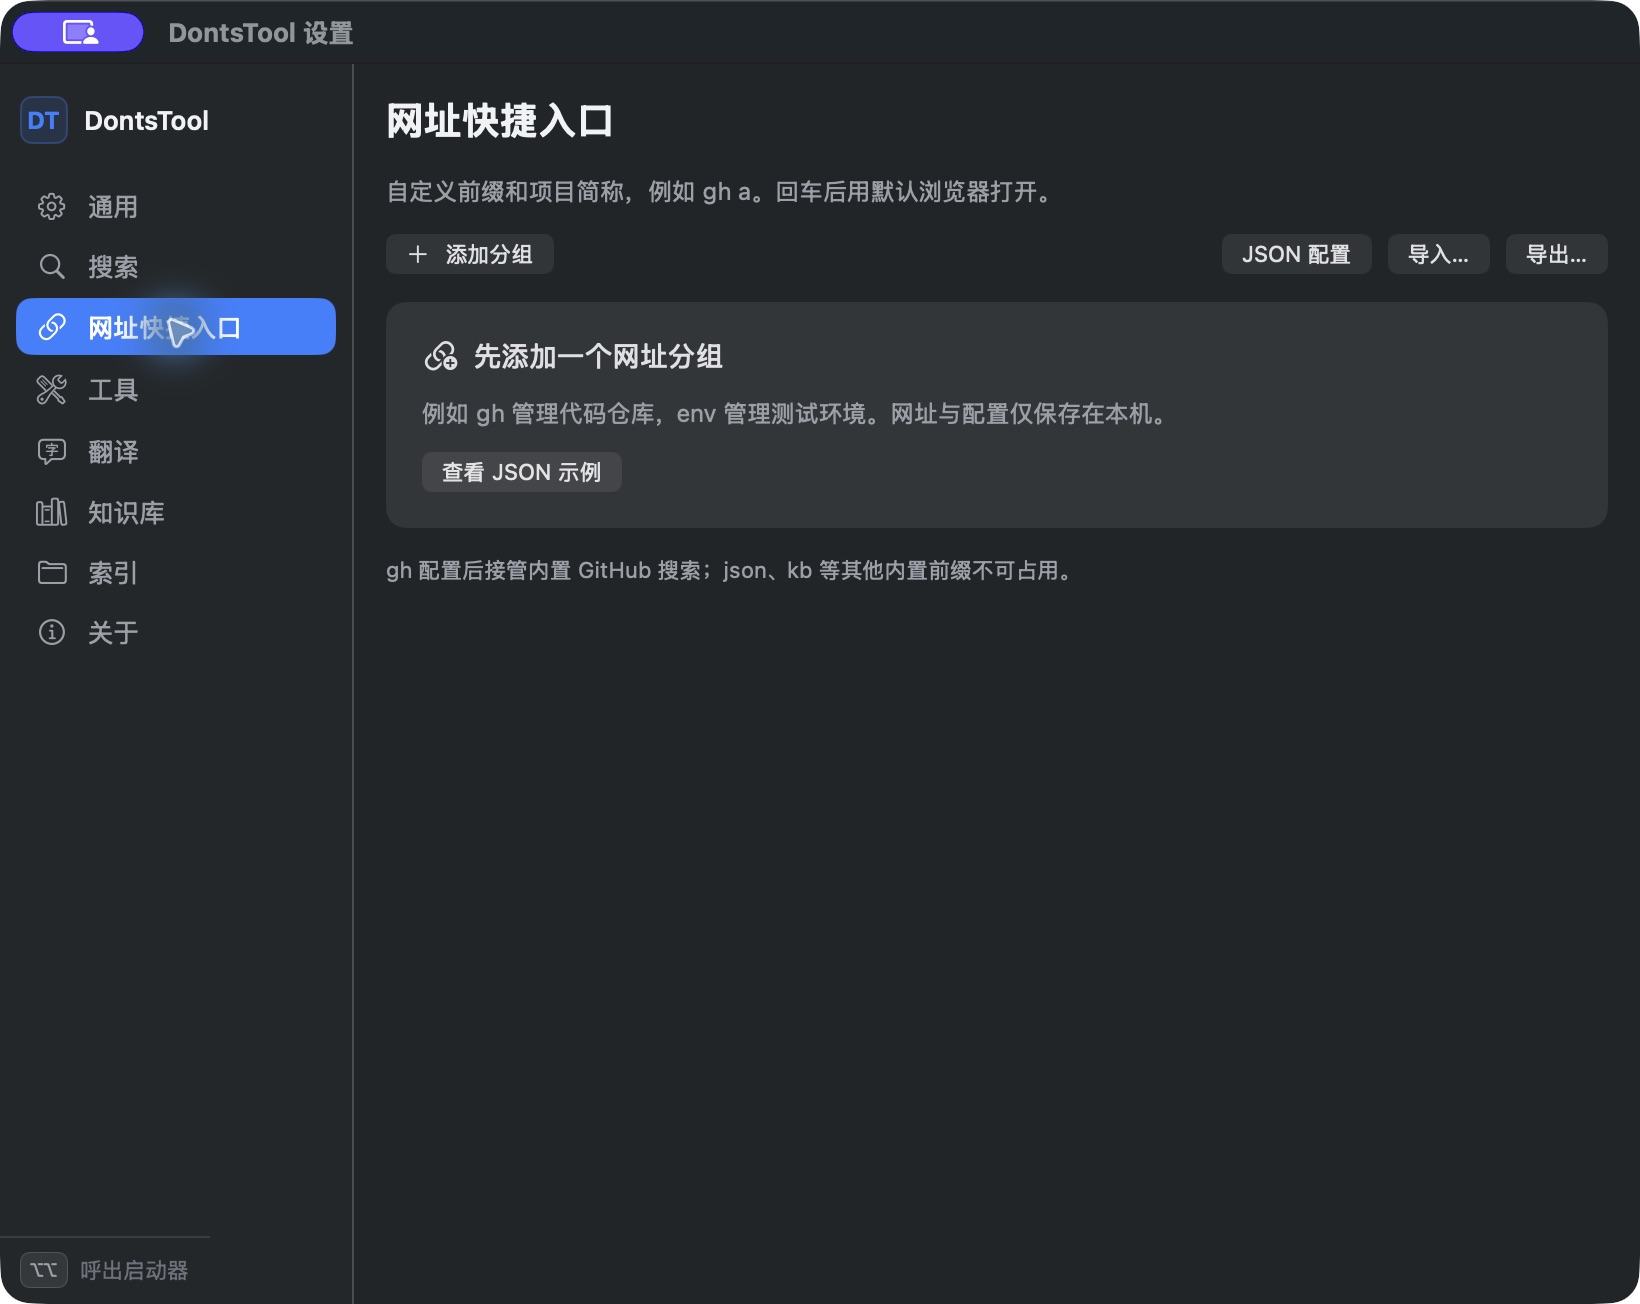 DontsTool 设置
DT DontsTool
通用
搜索
网址快捷入口
工具
字 翻译
知识库
索引
关于
⌥⌥ 呼出启动器
网址快捷入口
自定义前缀和项目简称，例如 gh a。回车后用默认浏览器打开。
添加分组
JSON 配置
导入...
导出...
先添加一个网址分组
例如 gh 管理代码仓库，env 管理测试环境。网址与配置仅保存在本机。
查看 JSON 示例
gh 配置后接管内置 GitHub 搜索；json、kb 等其他内置前缀不可占用。